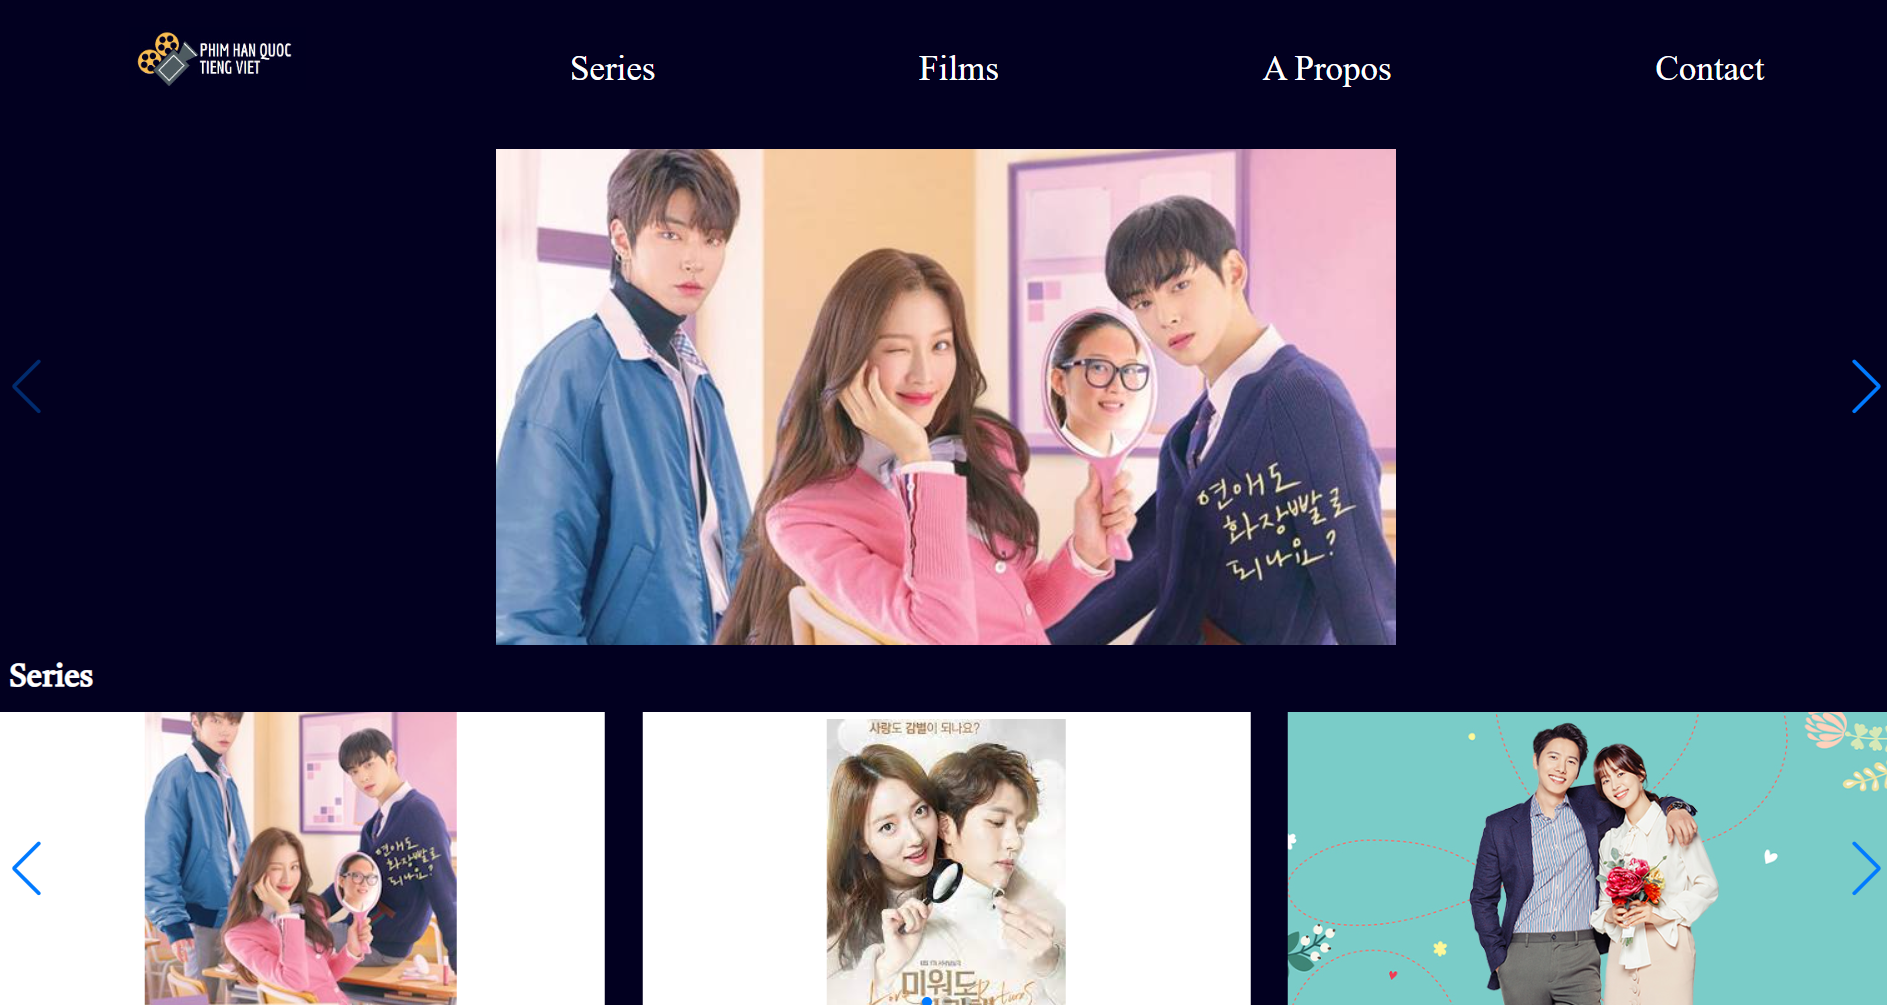 PHIM HAN QUOC
TIENG VIET
Series
Films
A Propos
Contact
연애도
화장빨로
되나요?
Series
연애도
화장빨로
되나요?
사랑도 감별이 되나요?
미워도